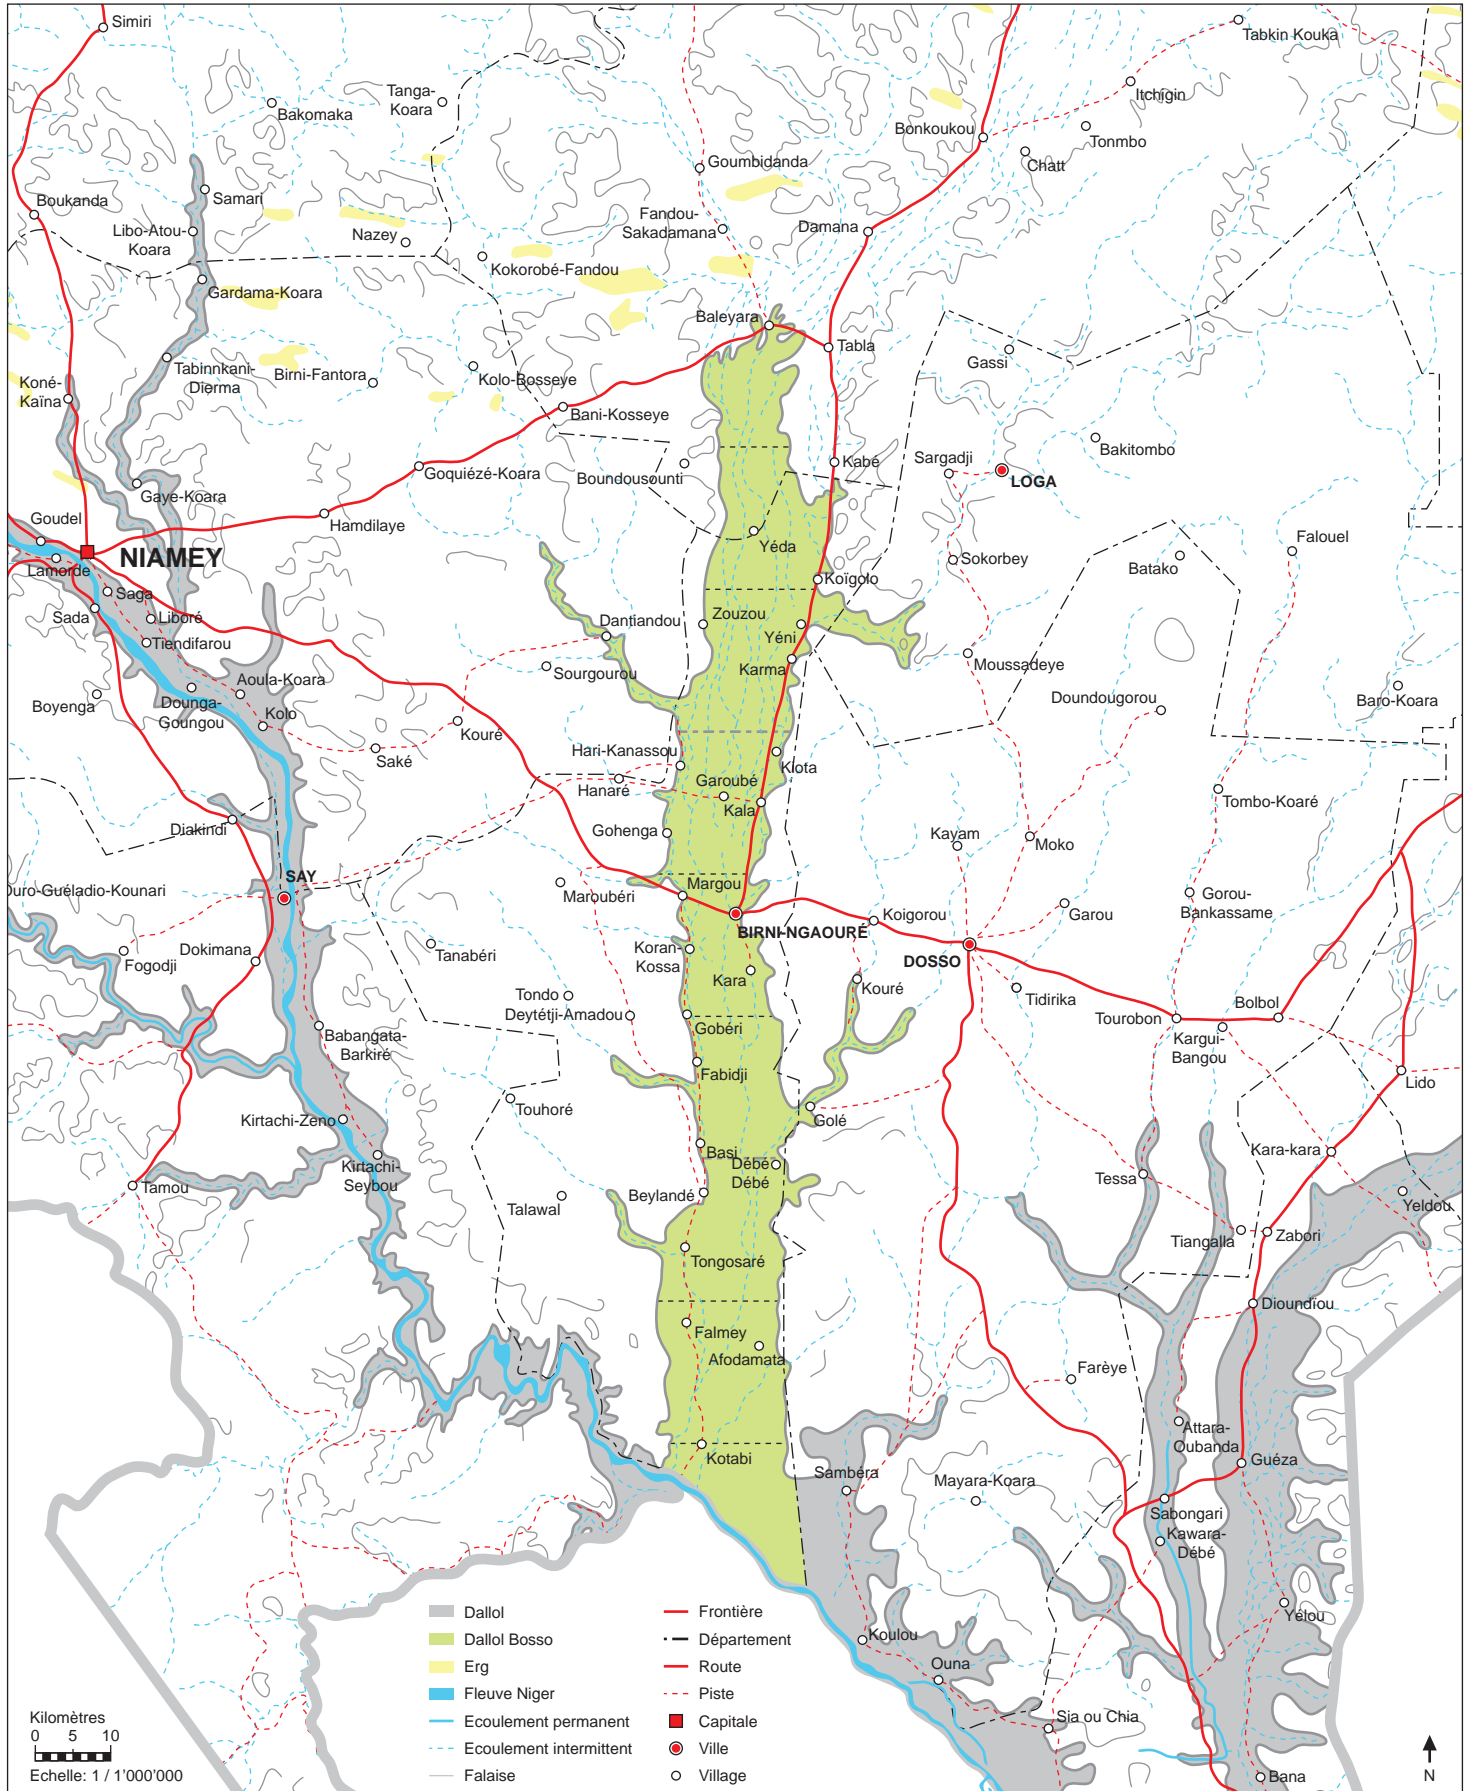 Simiri
Tabkin Kouka
Tanga-
Koara
Bakomaka
Itchigin
Bonkoukou
Tonmbo
Chatt
Goumbidanda
Boukanda
Samari
Libo-Atou-
Koara
Nazey
Fandou-
Sakadamana
Damana
Kokorobé-Fandou
Gardama-Koara
Baleyara
Tabla
Gassi
Tabinnkani-
Dierma
Birni-Fantora
Kolo-Bosseye
Koné-
Kaïna
Bani-Kosseye
Bakitombo
Goquiézé-Koara
Boundousounti
Kabé
Sargadji
LOGA
Gaye-Koara
Goudel
Hamdilaye
NIAMEY
Yéda
Falouel
Lamorde
Sokorbey
Batako
Saga
Koïgolo
Sada
Liboré
Dantiandou
Zouzou
Yéni
Tiendifarou
Sourgourou
Karma
Moussadeye
Boyenga
Aoula-Koara
Dounga-
Goungou
Kolo
Doundougorou
Baro-Koara
Kouré
Saké
Hari-Kanassou
Kiota
Hanaré
Garoubé
Kala
Tombo-Koaré
Diakindi
Gohenga
Kayam
Moko
SAY
Ouro-Guéladio-Kounari
Maroubéri
Margou
Gorou-
Bankassame
Garou
Koigorou
BIRNI-NGAOURÉ
Dokimana
Fogodji
Tanabéri
Koran-
Kossa
DOSSO
Kara
Kouré
Tidirika
Tondo
Deytétji-Amadou
Bolbol
Tourobon
Gobéri
Babangata-
Barkiré
Kargui-
Bangou
Fabidji
Lido
Touhoré
Kirtachi-Zeno
Golé
Basi
Kara-kara
Kirtachi-
Seybou
Débé
Débé
Tamou
Tessa
Talawal
Beylandé
Yeldou
Tiangalla
Zabori
Tongosaré
Dioundiou
Falmey
Afodamata
Farèye
Attara-
Oubanda
Kotabi
Guéza
Sambéra
Mayara-Koara
Sabongari
Kawara-
Débé
Yélou
Koulou
Ouna
Sia ou Chia
Bana
Dallol
Dallol Bosso
Erg
Fleuve Niger
Ecoulement permanent
Ecoulement intermittent
Falaise
Frontière
Département
Route
Piste
Capitale
Ville
Village
Kilomètres
0 5 10
Echelle: 1 / 1'000'000
N